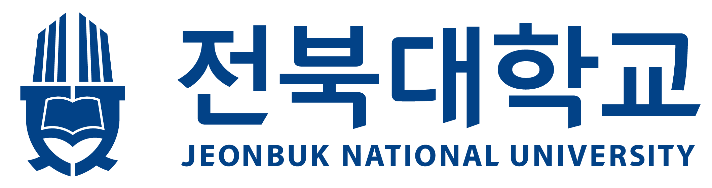 전북대학교
JEONBUK NATIONAL UNIVERSITY